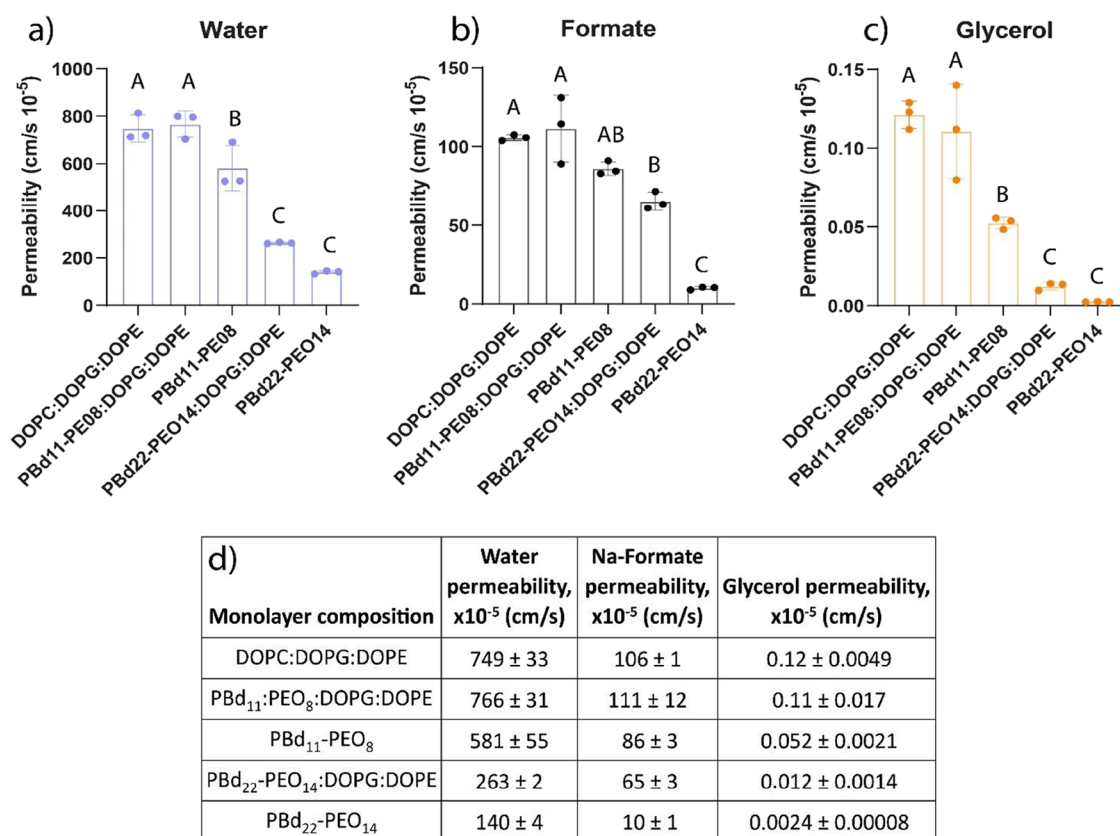 a)
Water
Permeability (cm/s 10⁻⁵)
1000
800
600
400
200
0
A
A
B
C
C
DOPC:DOPG:DOPE
PBd11-PE08:DOPG:DOPE
PBd11-PE08
PBd22-PEO14:DOPG:DOPE
PBd22-PEO14
b)
Formate
Permeability (cm/s 10⁻⁵)
150
100
50
0
A
A
AB
B
C
DOPC:DOPG:DOPE
PBd11-PE08:DOPG:DOPE
PBd11-PE08
PBd22-PEO14:DOPG:DOPE
PBd22-PEO14
c)
Glycerol
Permeability (cm/s 10⁻⁵)
0.15
0.10
0.05
0.00
A
A
B
C
C
DOPC:DOPG:DOPE
PBd11-PE08:DOPG:DOPE
PBd11-PE08
PBd22-PEO14:DOPG:DOPE
PBd22-PEO14
d)
Monolayer composition
Water
permeability,
x10⁻⁵ (cm/s)
Na-Formate
permeability,
x10⁻⁵ (cm/s)
Glycerol permeability,
x10⁻⁵ (cm/s)
DOPC:DOPG:DOPE 749 ± 33 106 ± 1 0.12 ± 0.0049
PBd₁₁:PEO₈:DOPG:DOPE 766 ± 31 111 ± 12 0.11 ± 0.017
PBd₁₁-PEO₈ 581 ± 55 86 ± 3 0.052 ± 0.0021
PBd₂₂-PEO₁₄:DOPG:DOPE 263 ± 2 65 ± 3 0.012 ± 0.0014
PBd₂₂-PEO₁₄ 140 ± 4 10 ± 1 0.0024 ± 0.00008